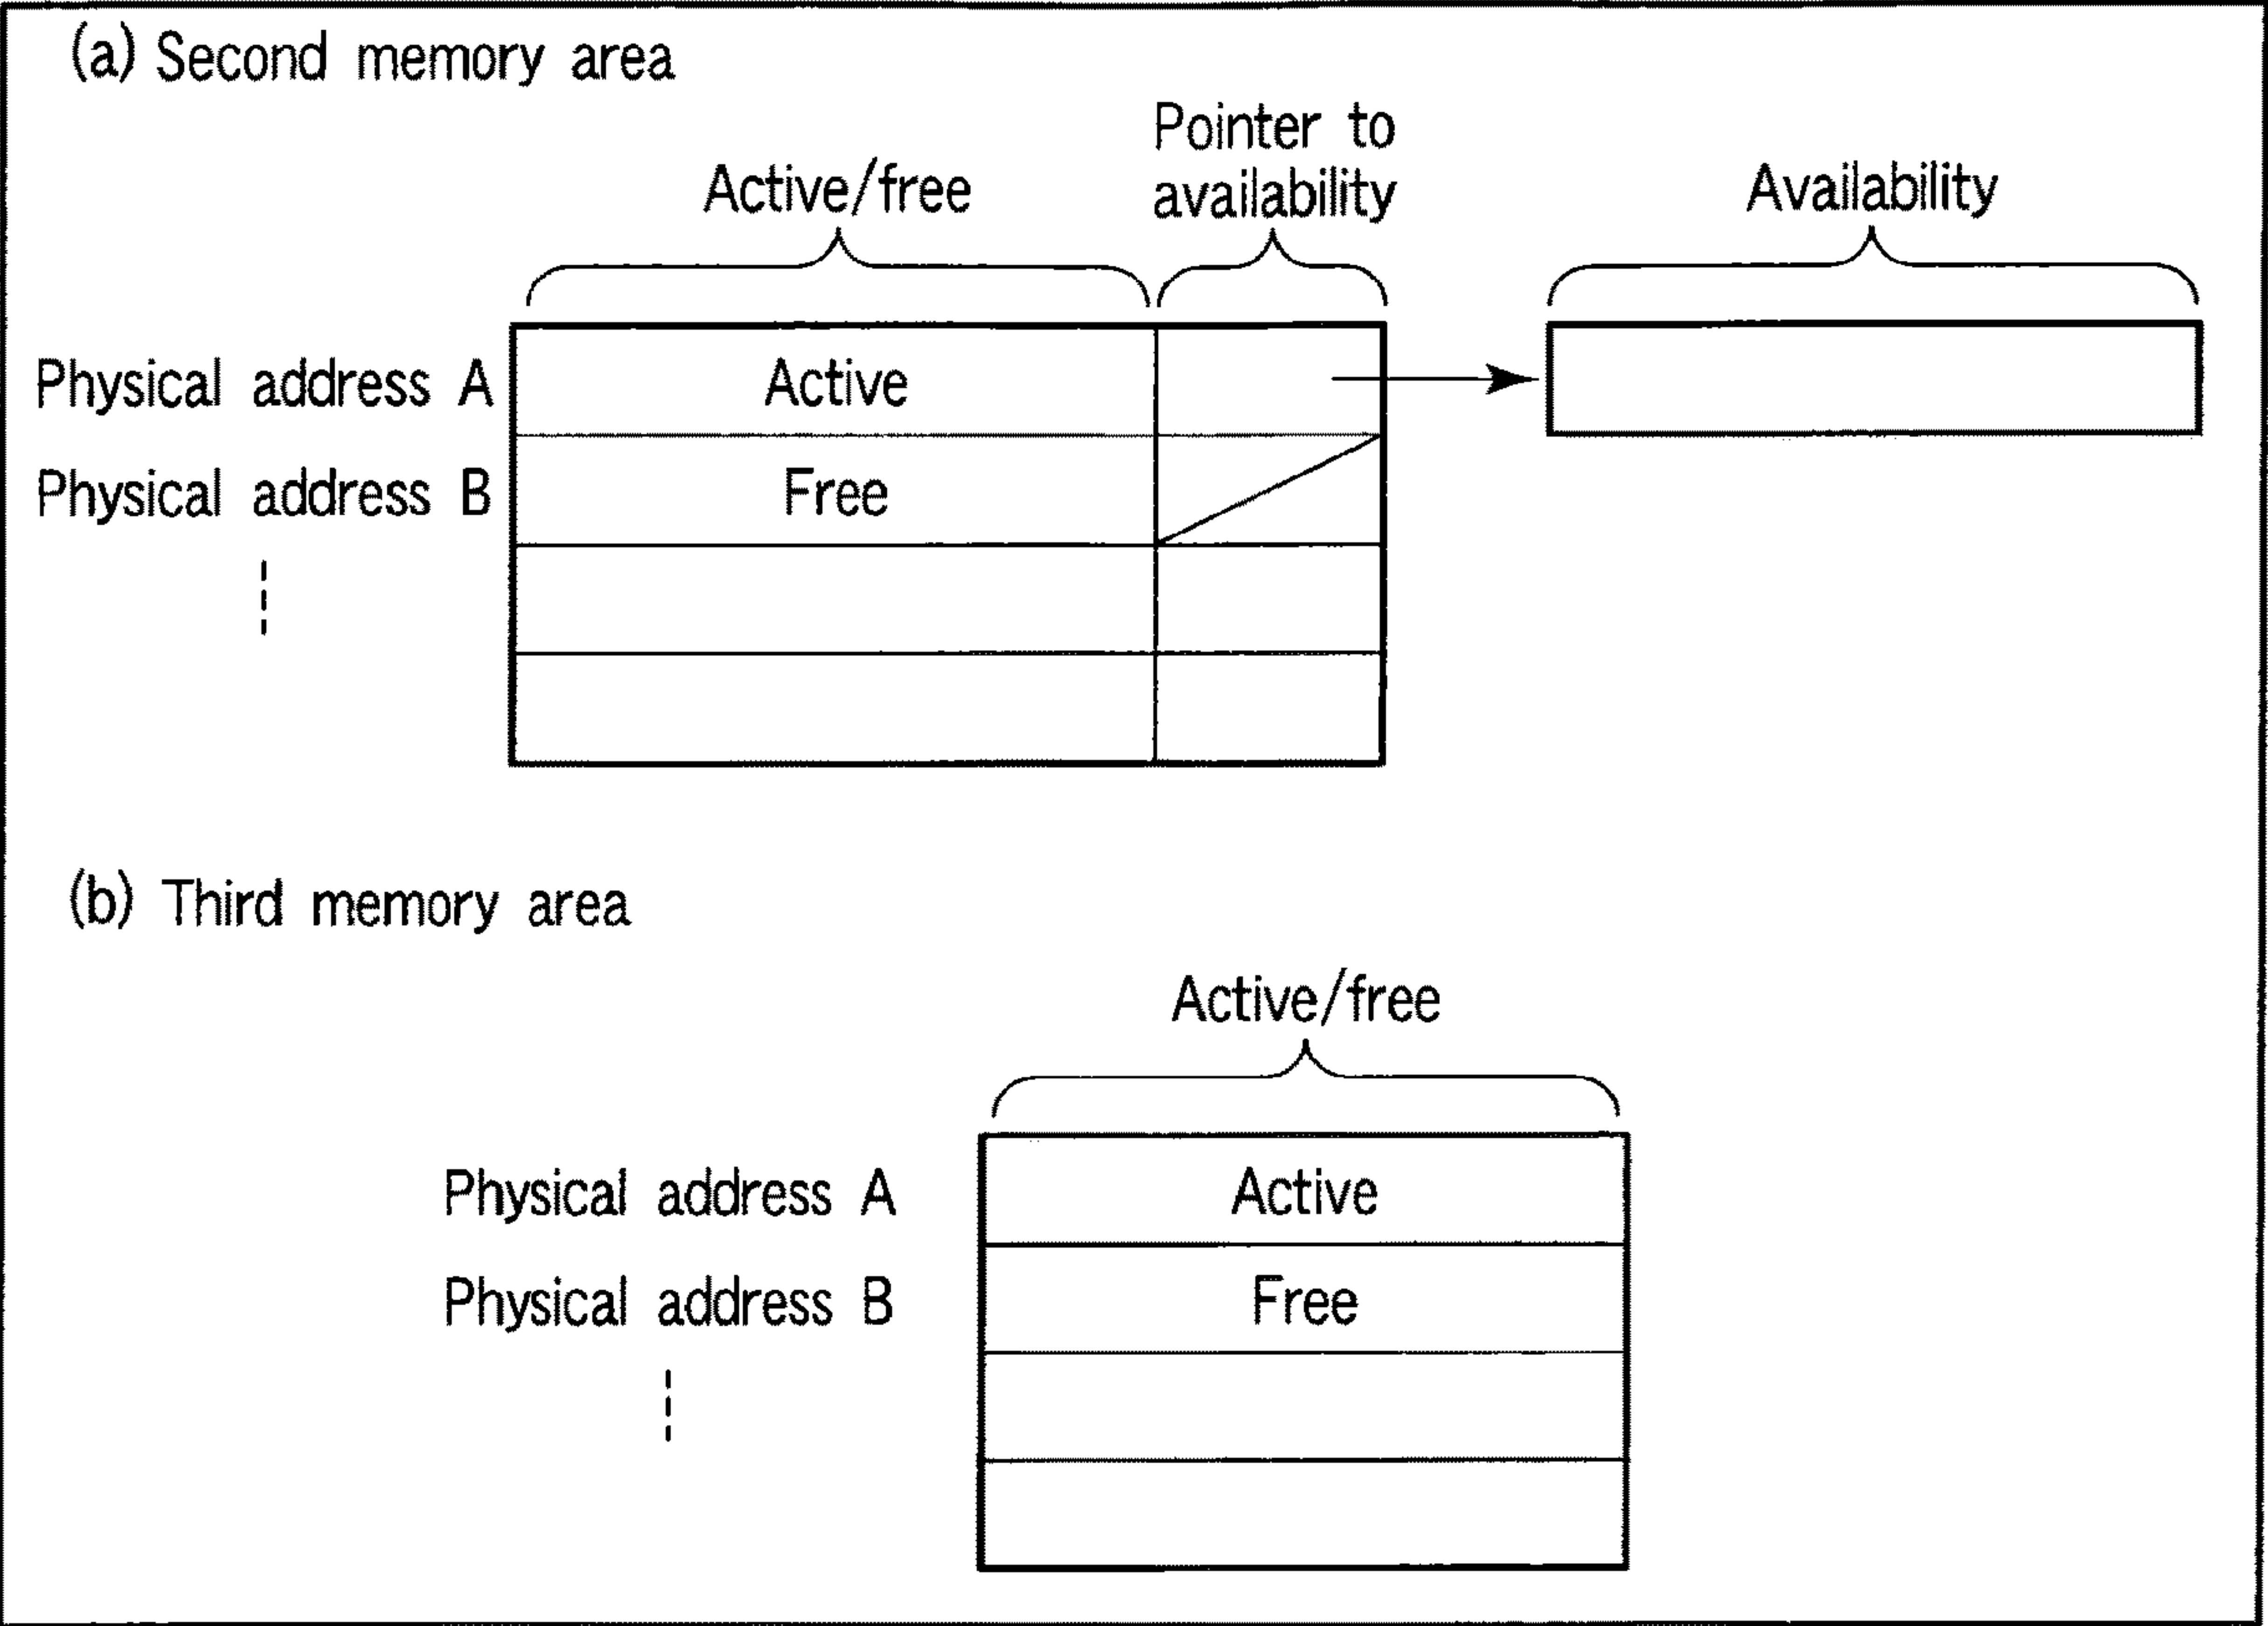 (a) Second memory area
Pointer to
Active/free availability Availability
Physical address A Active
Physical address B Free
(b) Third memory area
Active/free
Physical address A Active
Physical address B Free